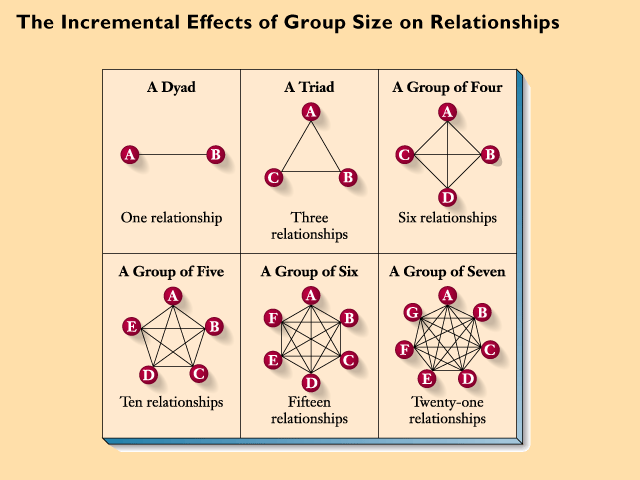 The Incremental Effects of Group Size on Relationships
A Dyad
A
B
One relationship
A Triad
A
C
B
Three
relationships
A Group of Four
A
C
B
D
Six relationships
A Group of Five
A
E
B
D
C
Ten relationships
A Group of Six
A
F
B
E
C
D
Fifteen
relationships
A Group of Seven
A
G
B
F
C
E
D
Twenty-one
relationships